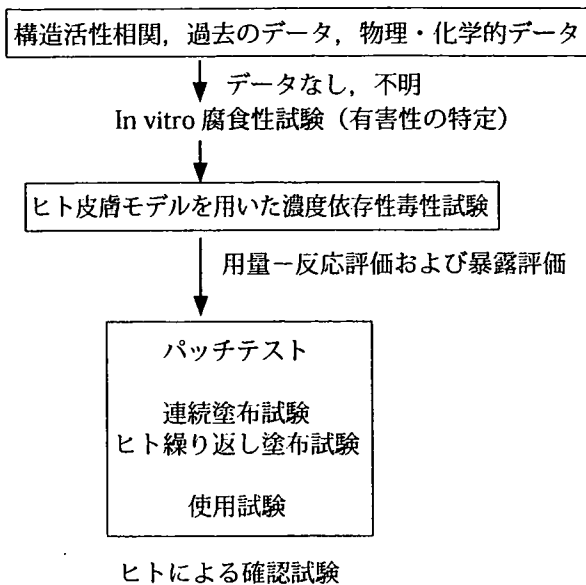 構造活性相関，過去のデータ，物理・化学的データ
データなし，不明
In vitro 腐食性試験（有害性の特定）
ヒト皮膚モデルを用いた濃度依存性毒性試験
用量－反応評価および暴露評価
パッチテスト
連続塗布試験
ヒト繰り返し塗布試験
使用試験
ヒトによる確認試験